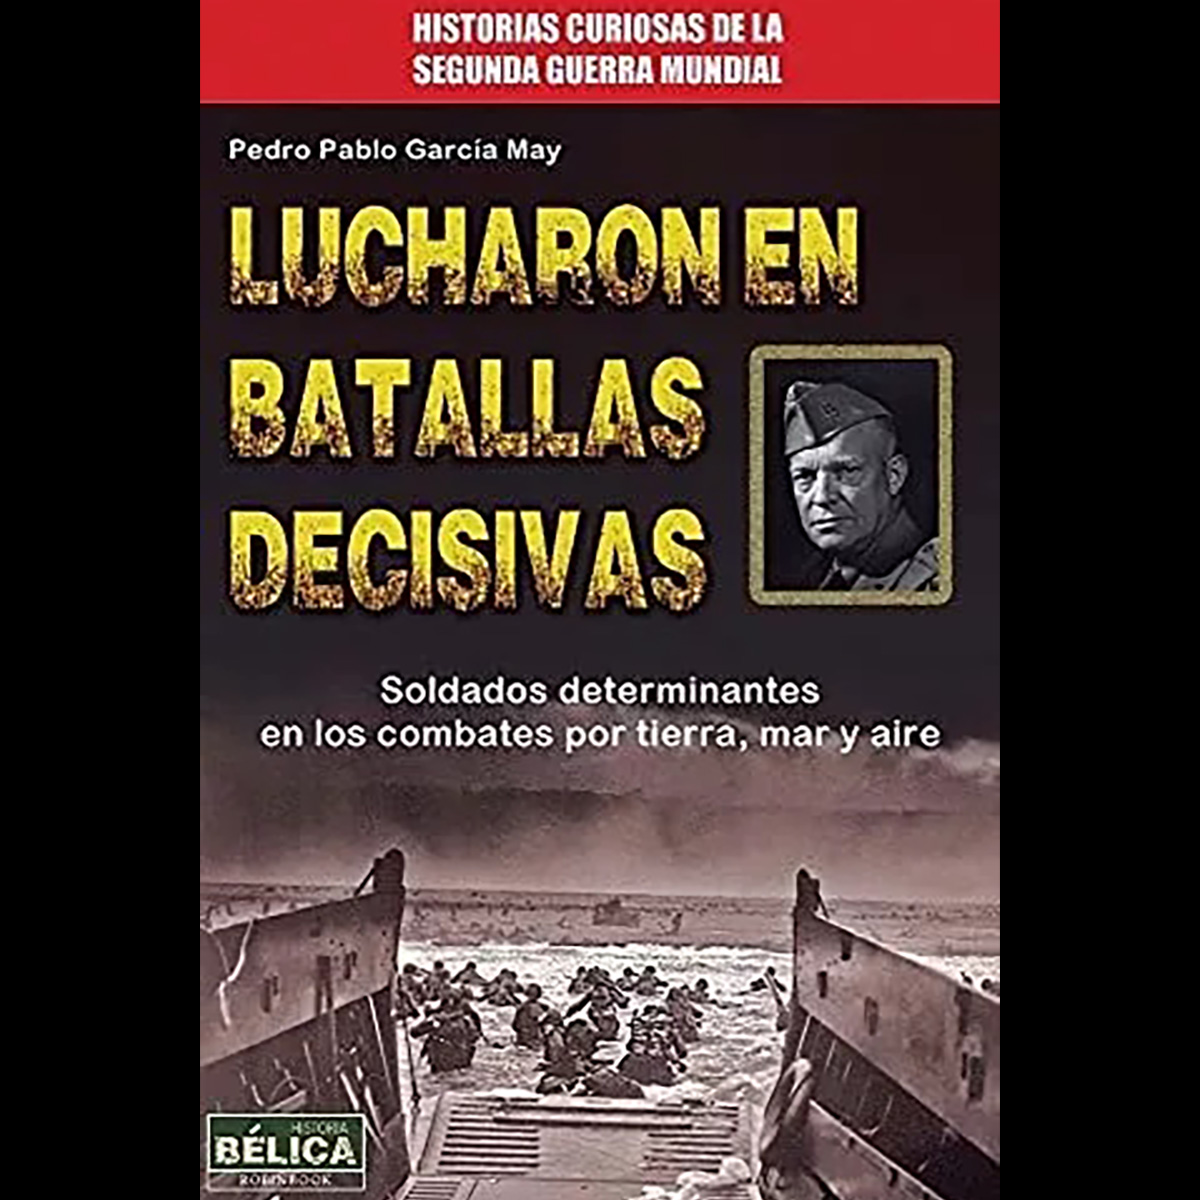 HISTORIAS CURIOSAS DE LA
SEGUNDA GUERRA MUNDIAL
Pedro Pablo García May
LUCHARON EN
BATALLAS
DECISIVAS
Soldados determinantes
en los combates por tierra, mar y aire
HISTORIA
BÉLICA
ROBINBOOK